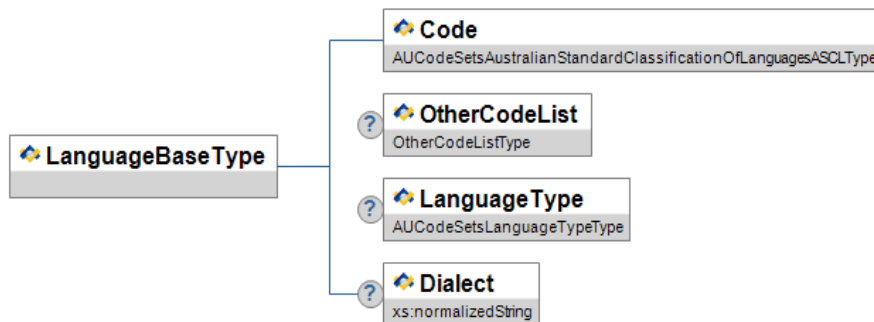 Code
AUCodeSetsAustralianStandardClassificationOfLanguagesASCLType
? OtherCodeList
OtherCodeListType
LanguageBaseType
? LanguageType
AUCodeSetsLanguageTypeType
? Dialect
xs:normalizedString